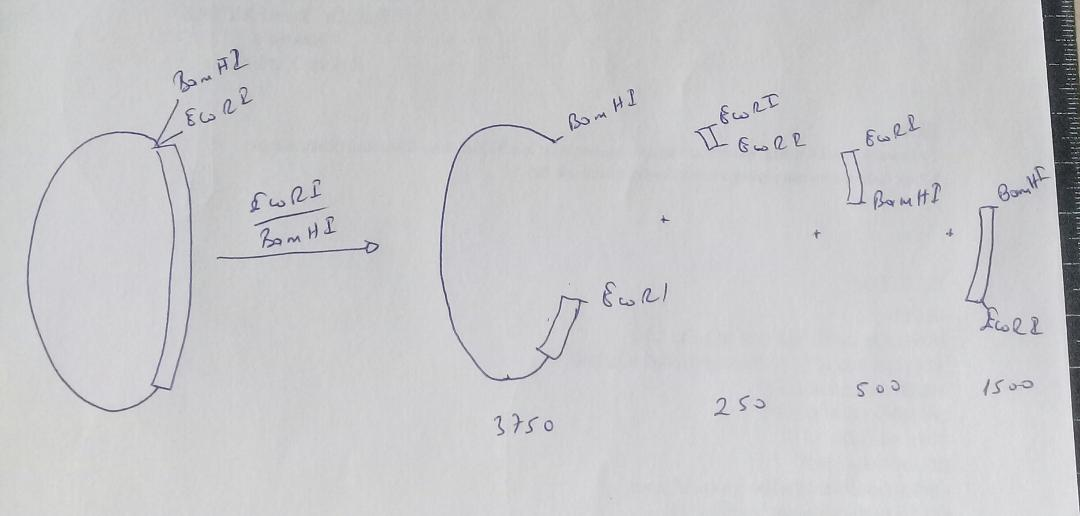 BamHI
EcoRI
EcoRI
BamHI
BamHI
EcoRI
3750
+
EcoRI
EcoRI
250
+
EcoRI
BamHI
500
+
BamHI
EcoRI
1500